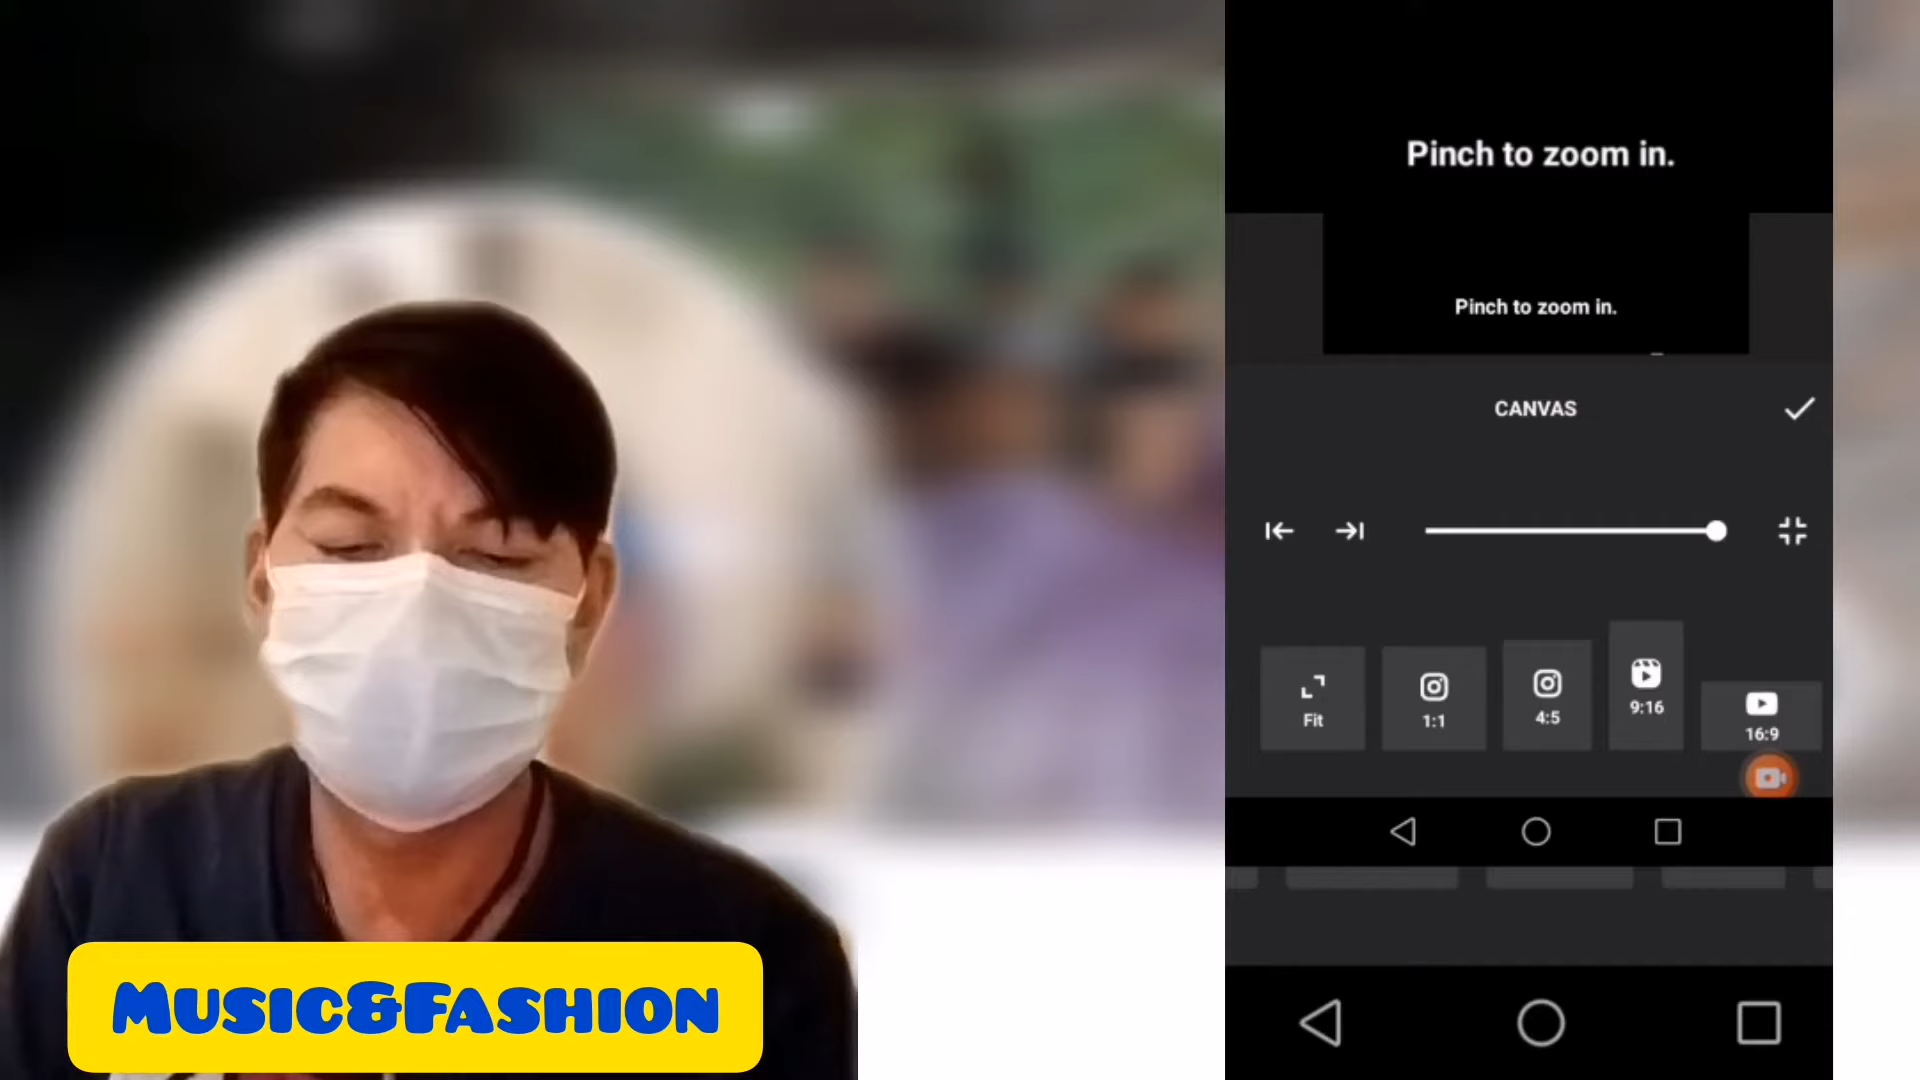 Pinch to zoom in.
Pinch to zoom in.
CANVAS
Fit
1:1
4:5
9:16
16:9
MUSIC&FASHION